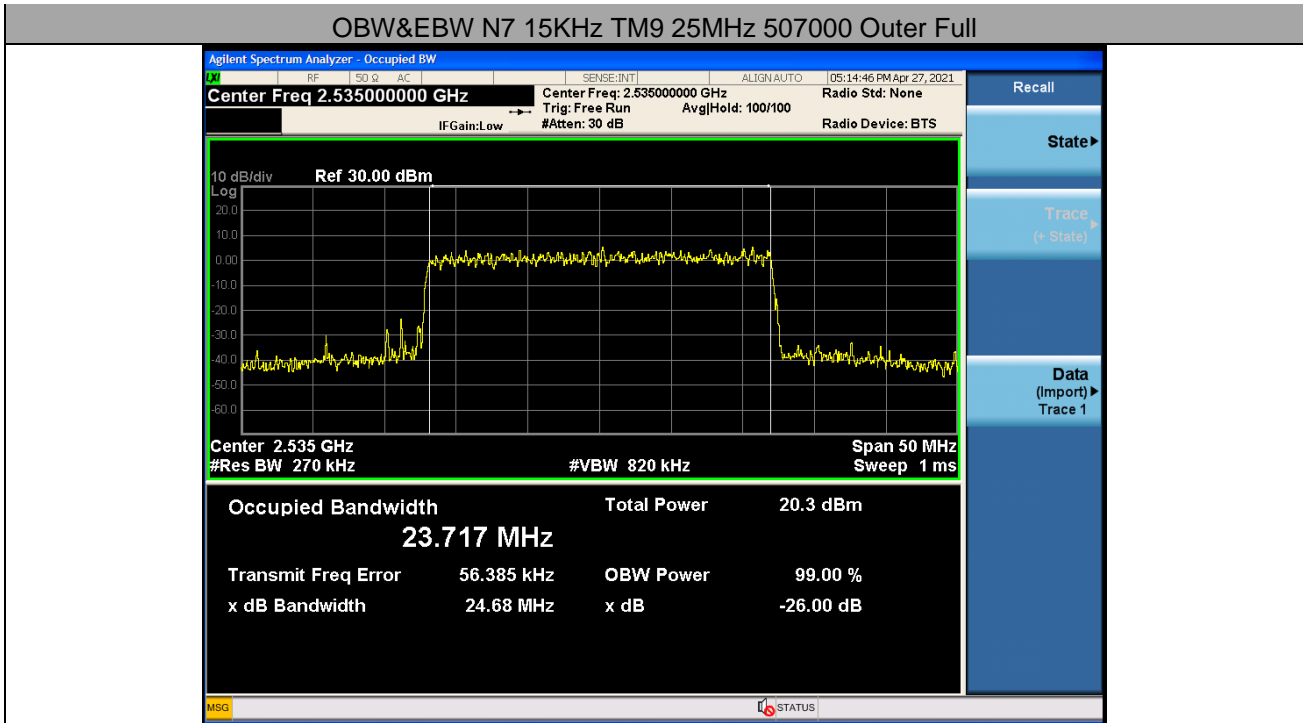 OBW&EBW N7 15KHz TM9 25MHz 507000 Outer Full
Agilent Spectrum Analyzer - Occupied BW
LXI RF 50 Ω AC SENSE:INT ALIGN AUTO 05:14:46 PM Apr 27, 2021
Center Freq 2.535000000 GHz
Center Freq: 2.535000000 GHz Radio Std: None
Trig: Free Run Avg|Hold: 100/100
IFGain:Low #Atten: 30 dB Radio Device: BTS
10 dB/div Ref 30.00 dBm
Log
20.0
10.0
0.00
-10.0
-20.0
-30.0
-40.0
-50.0
-60.0
Center 2.535 GHz Span 50 MHz
#Res BW 270 kHz #VBW 820 kHz Sweep 1 ms
Occupied Bandwidth Total Power 20.3 dBm
23.717 MHz
Transmit Freq Error 56.385 kHz OBW Power 99.00 %
x dB Bandwidth 24.68 MHz x dB -26.00 dB
MSG STATUS
Recall
State
Trace
(+ State)
Data
(Import)
Trace 1